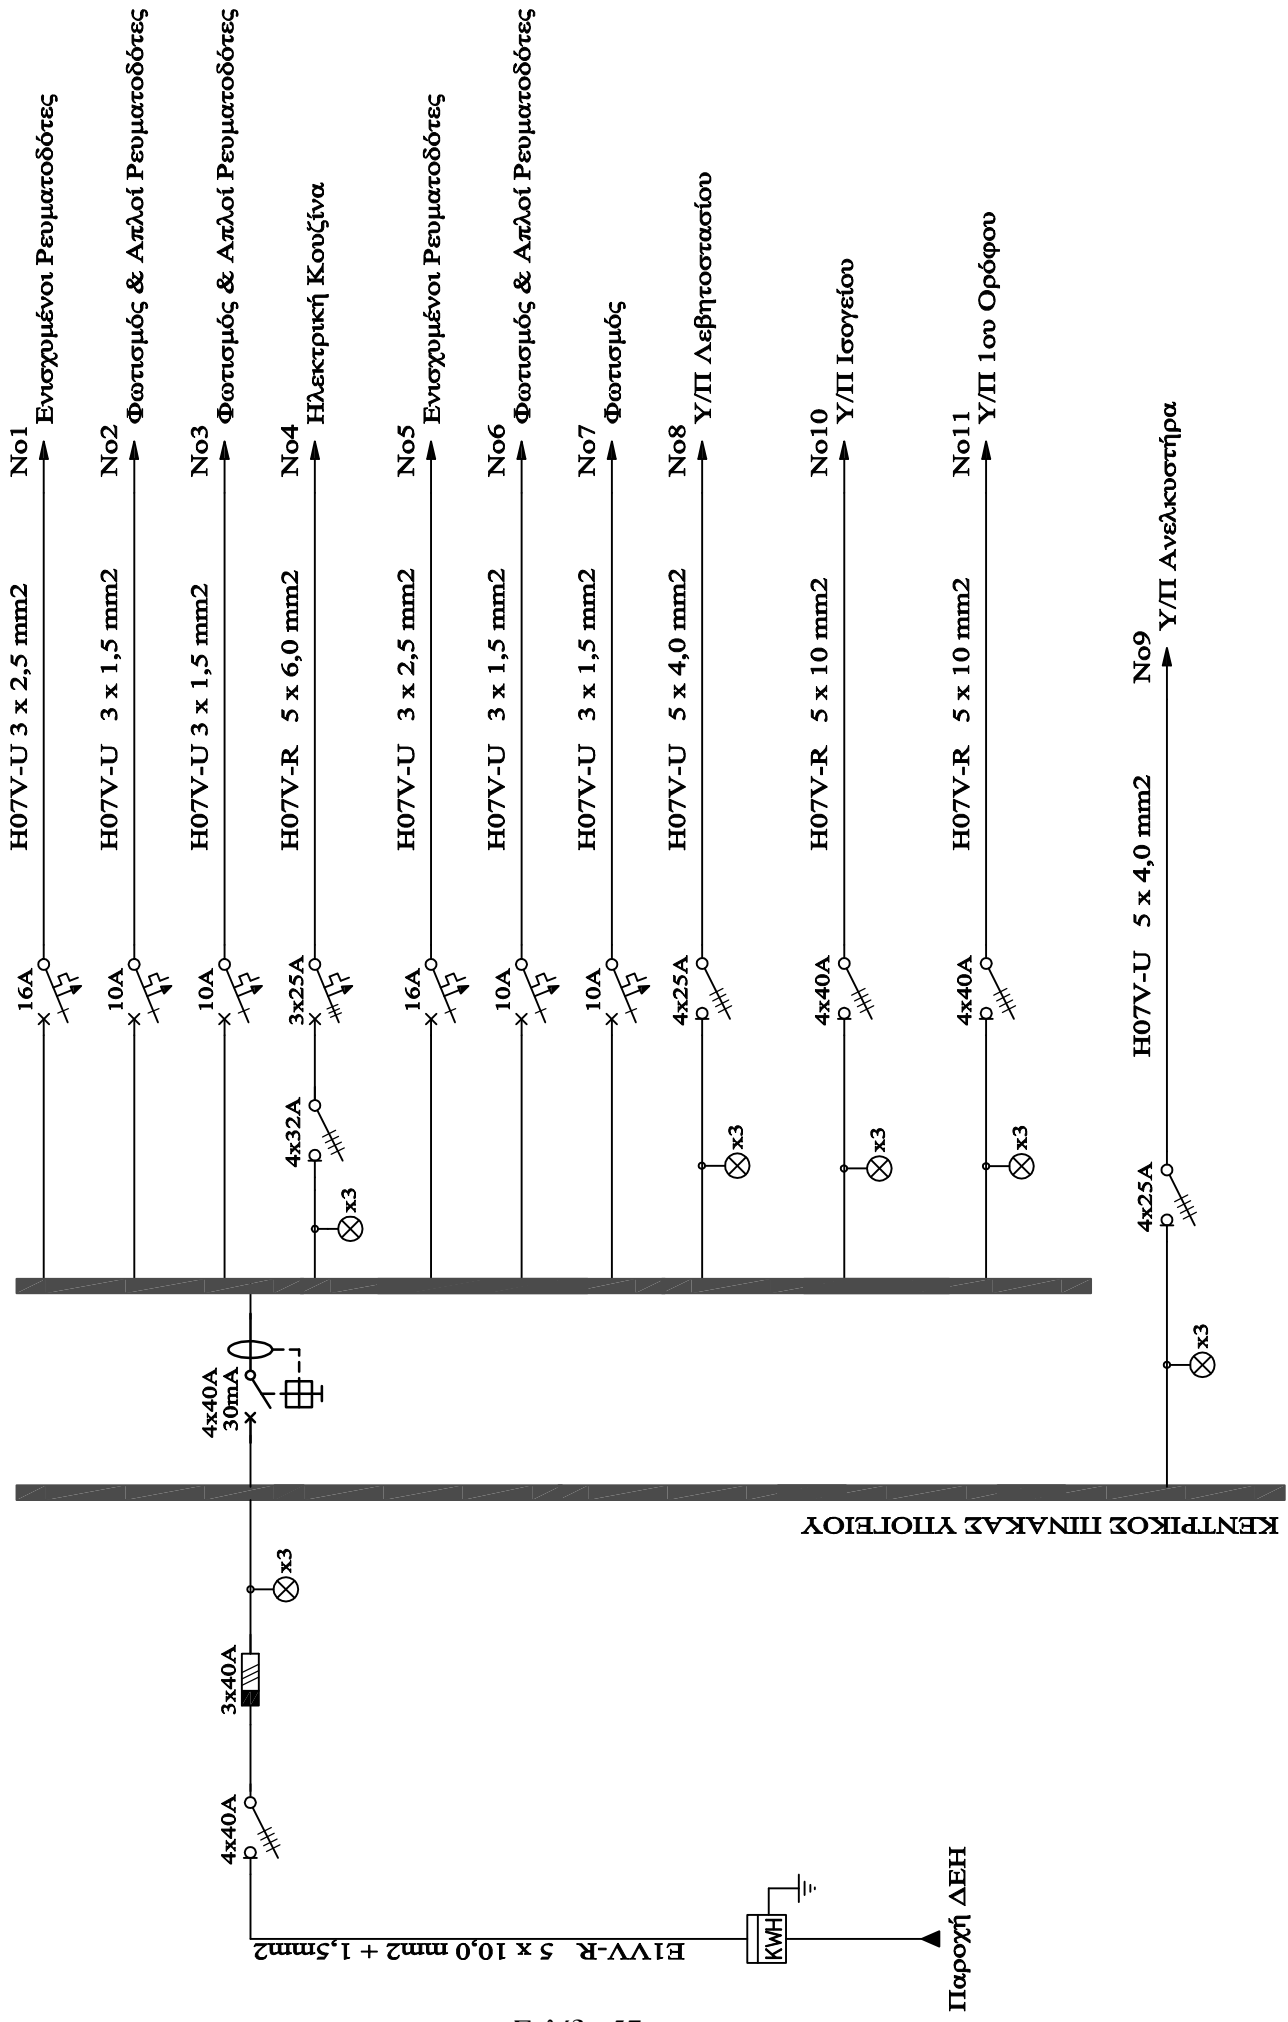 No1
Ενισχυμένοι Ρευματοδότες
H07V-U 3 x 2,5 mm2
16A
No2
Φωτισμός & Απλοί Ρευματοδότες
H07V-U 3 x 1,5 mm2
10A
No3
Φωτισμός & Απλοί Ρευματοδότες
H07V-U 3 x 1,5 mm2
10A
No4
Ηλεκτρική Κουζίνα
H07V-R 5 x 6,0 mm2
3x25A
4x32A
x3
No5
Ενισχυμένοι Ρευματοδότες
H07V-U 3 x 2,5 mm2
16A
No6
Φωτισμός & Απλοί Ρευματοδότες
H07V-U 3 x 1,5 mm2
10A
No7
Φωτισμός
H07V-U 3 x 1,5 mm2
10A
No8
Υ/Π Λεβητοστασίου
H07V-U 5 x 4,0 mm2
4x25A
x3
No10
Υ/Π Ισογείου
H07V-R 5 x 10 mm2
4x40A
x3
No11
Υ/Π 1ου Ορόφου
H07V-R 5 x 10 mm2
4x40A
x3
No9
Υ/Π Ανελκυστήρα
H07V-U 5 x 4,0 mm2
4x25A
x3
4x40A
30mA
ΚΕΝΤΡΙΚΟΣ ΠΙΝΑΚΑΣ ΥΠΟΓΕΙΟΥ
x3
3x40A
4x40A
E1VV-R 5 x 10,0 mm2 + 1,5mm2
KWH
Παροχή ΔΕΗ